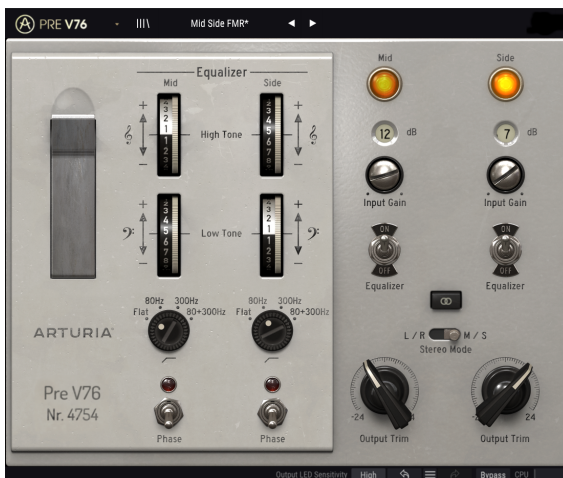 PRE V76
Mid Side FMR*
Equalizer
Mid Side
+ +
High Tone
- -
+ +
Low Tone
- -
80Hz 300Hz 80Hz 300Hz
Flat 80+300Hz Flat 80+300Hz
ARTURIA
Pre V76
Nr. 4754
Phase Phase
Mid Side
12 dB 7 dB
Input Gain Input Gain
ON ON
OFF OFF
Equalizer Equalizer
L / R M / S
Stereo Mode
-24 24
Output Trim Output Trim
Output LED Sensitivity High Bypass CPU